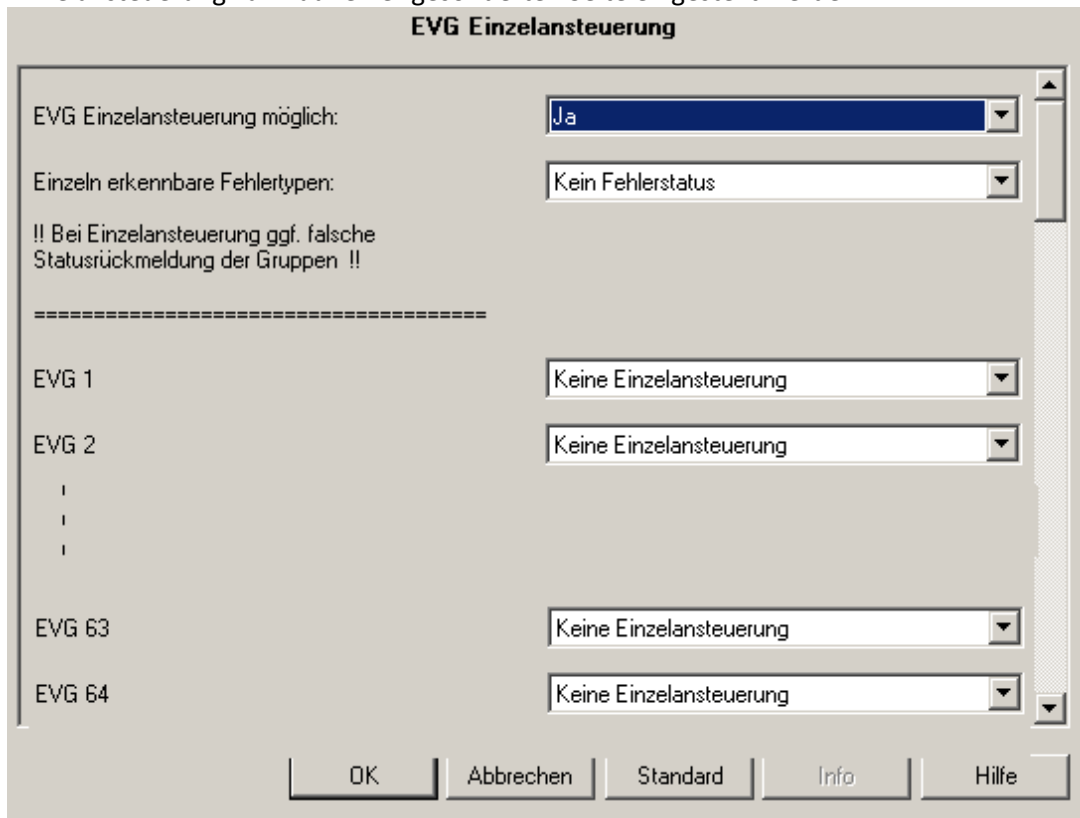 EVG Einzelansteuerung
EVG Einzelansteuerung möglich: Ja
Einzeln erkennbare Fehlertypen: Kein Fehlerstatus
!! Bei Einzelansteuerung ggf. falsche
Statusrückmeldung der Gruppen !!
======================================
EVG 1 Keine Einzelansteuerung
EVG 2 Keine Einzelansteuerung
EVG 63 Keine Einzelansteuerung
EVG 64 Keine Einzelansteuerung
OK Abbrechen Standard Info Hilfe